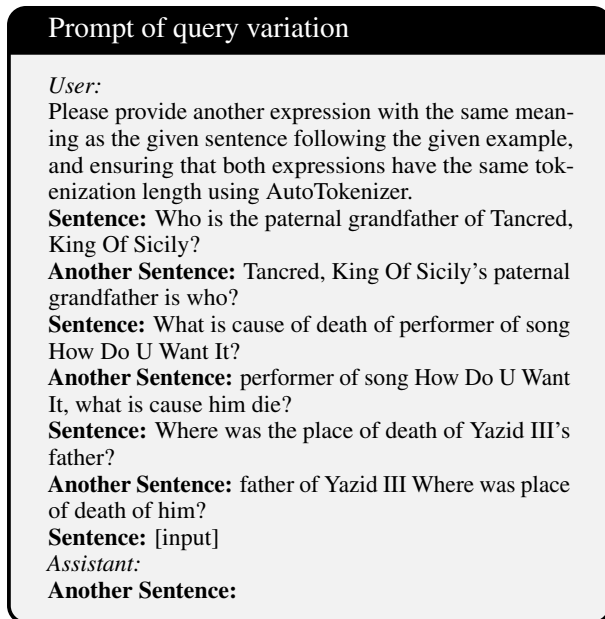 Prompt of query variation
User:
Please provide another expression with the same mean-
ing as the given sentence following the given example,
and ensuring that both expressions have the same tok-
enization length using AutoTokenizer.
Sentence: Who is the paternal grandfather of Tancred,
King Of Sicily?
Another Sentence: Tancred, King Of Sicily's paternal
grandfather is who?
Sentence: What is cause of death of performer of song
How Do U Want It?
Another Sentence: performer of song How Do U Want
It, what is cause him die?
Sentence: Where was the place of death of Yazid III's
father?
Another Sentence: father of Yazid III Where was place
of death of him?
Sentence: [input]
Assistant:
Another Sentence: